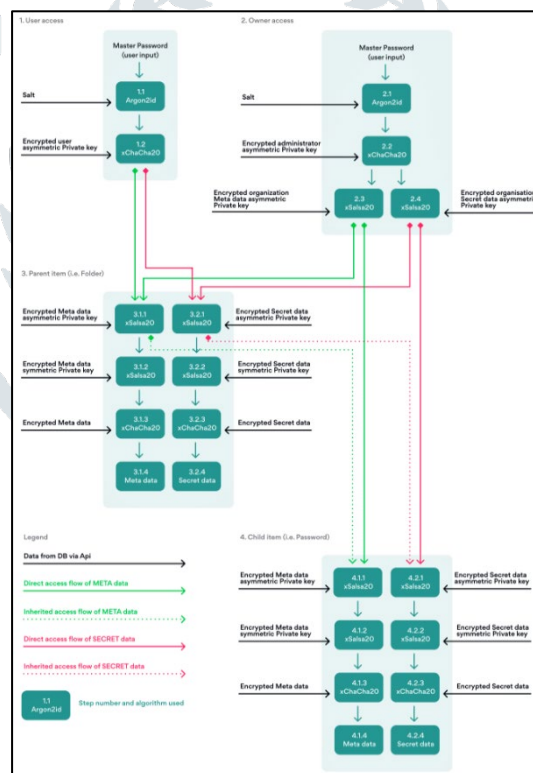 1. User access
Master Password
(user input)
Salt
1.1
Argon2id
Encrypted user
asymmetric Private key
1.2
xChaCha20
2. Owner access
Master Password
(user input)
Salt
2.1
Argon2id
Encrypted administrator
asymmetric Private key
2.2
xChaCha20
Encrypted organization
Meta data asymmetric
Private key
2.3
xSalsa20
2.4
xSalsa20
Encrypted organisation
Secret data asymmetric
Private key
3. Parent item (i.e. Folder)
Encrypted Meta data
asymmetric Private key
3.1.1
xSalsa20
3.2.1
xSalsa20
Encrypted Secret data
asymmetric Private key
Encrypted Meta data
symmetric Private key
3.1.2
xSalsa20
3.2.2
xSalsa20
Encrypted Secret data
symmetric Private key
Encrypted Meta data
3.1.3
xChaCha20
3.2.3
xChaCha20
Encrypted Secret data
3.1.4
Meta data
3.2.4
Secret data
Legend
Data from DB via Api
Direct access flow of META data
Inherited access flow of META data
Direct access flow of SECRET data
Inherited access flow of SECRET data
1.1
Argon2id
Step number and algorithm used
4. Child item (i.e. Password)
Encrypted Meta data
asymmetric Private key
4.1.1
xSalsa20
4.2.1
xSalsa20
Encrypted Secret data
asymmetric Private key
Encrypted Meta data
symmetric Private key
4.1.2
xSalsa20
4.2.2
xSalsa20
Encrypted Secret data
symmetric Private key
Encrypted Meta data
4.1.3
xChaCha20
4.2.3
xChaCha20
Encrypted Secret data
4.1.4
Meta data
4.2.4
Secret data